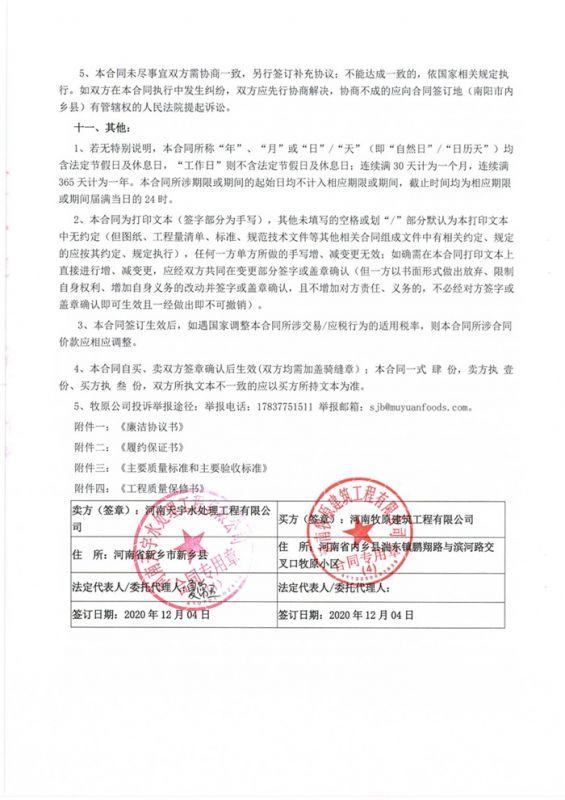 5、本合同未尽事宜双方需协商一致，另行签订补充协议；不能达成一致的，依国家相关规定执
行。如双方在本合同执行中发生纠纷，双方应先行协商解决，协商不成的应向合同签订地（南阳市内
乡县）有管辖权的人民法院提起诉讼。
十一、其他：
1、若无特别说明，本合同所称“年”、“月”或“日”/“天”（即“自然日”/“日历天”）均
含法定节假日及休息日，“工作日”则不含法定节假日及休息日；连续满 30 天计为一个月，连续满
365 天计为一年。本合同所涉期限或期间的起始日均不计入相应期限或期间，截止时间均为相应期限
或期间届满当日的 24 时。
2、本合同为打印文本（签字部分为手写），其他未填写的空格或划“/”部分默认为本打印文本
中无约定（但图纸、工程量清单、标准、规范技术文件等其他相关合同组成文件中有相关约定、规定
的应按其约定、规定执行），任何一方单方所做的手写增、减变更无效；如确需在本合同打印文本上
直接进行增、减变更，应经双方共同在变更部分签字或盖章确认（但一方以书面形式做出放弃、限制
自身权利、增加自身义务的改动并签字或盖章确认，且不增加对方责任、义务的，不必经对方签字或
盖章确认即可生效且一经做出即不可撤销）。
3、本合同签订生效后，如遇国家调整本合同所涉交易/应税行为的适用税率，则本合同所涉合同
价款应相应调整。
4、本合同自买、卖双方签章确认后生效(双方均需加盖骑缝章)；本合同一式 肆 份，卖方执 壹
份、买方执 叁 份，双方所执文本不一致的应以买方所持文本为准。
5、牧原公司投诉举报途径：举报电话：17837751511 举报邮箱：sjb@muyuanfoods.com。
附件一：《廉洁协议书》
附件二：《履约保证书》
附件三：《主要质量标准和主要验收标准》
附件四：《工程质量保修书》
卖方（签章）：河南天宇水处理工程有限公
司
买方（签章）：河南牧原建筑工程有限公司
住 所：河南省新乡市新乡县
住 所：河南省内乡县湍东镇鹏翔路与滨河路交
叉口牧原小区
法定代表人/委托代理人：
法定代表人/委托代理人：
签订日期：2020 年 12 月 04 日
签订日期：2020 年 12 月 04 日
河南天宇水处理工程有限公司
合同专用章
河南牧原建筑工程有限公司
合同专用章
(4)